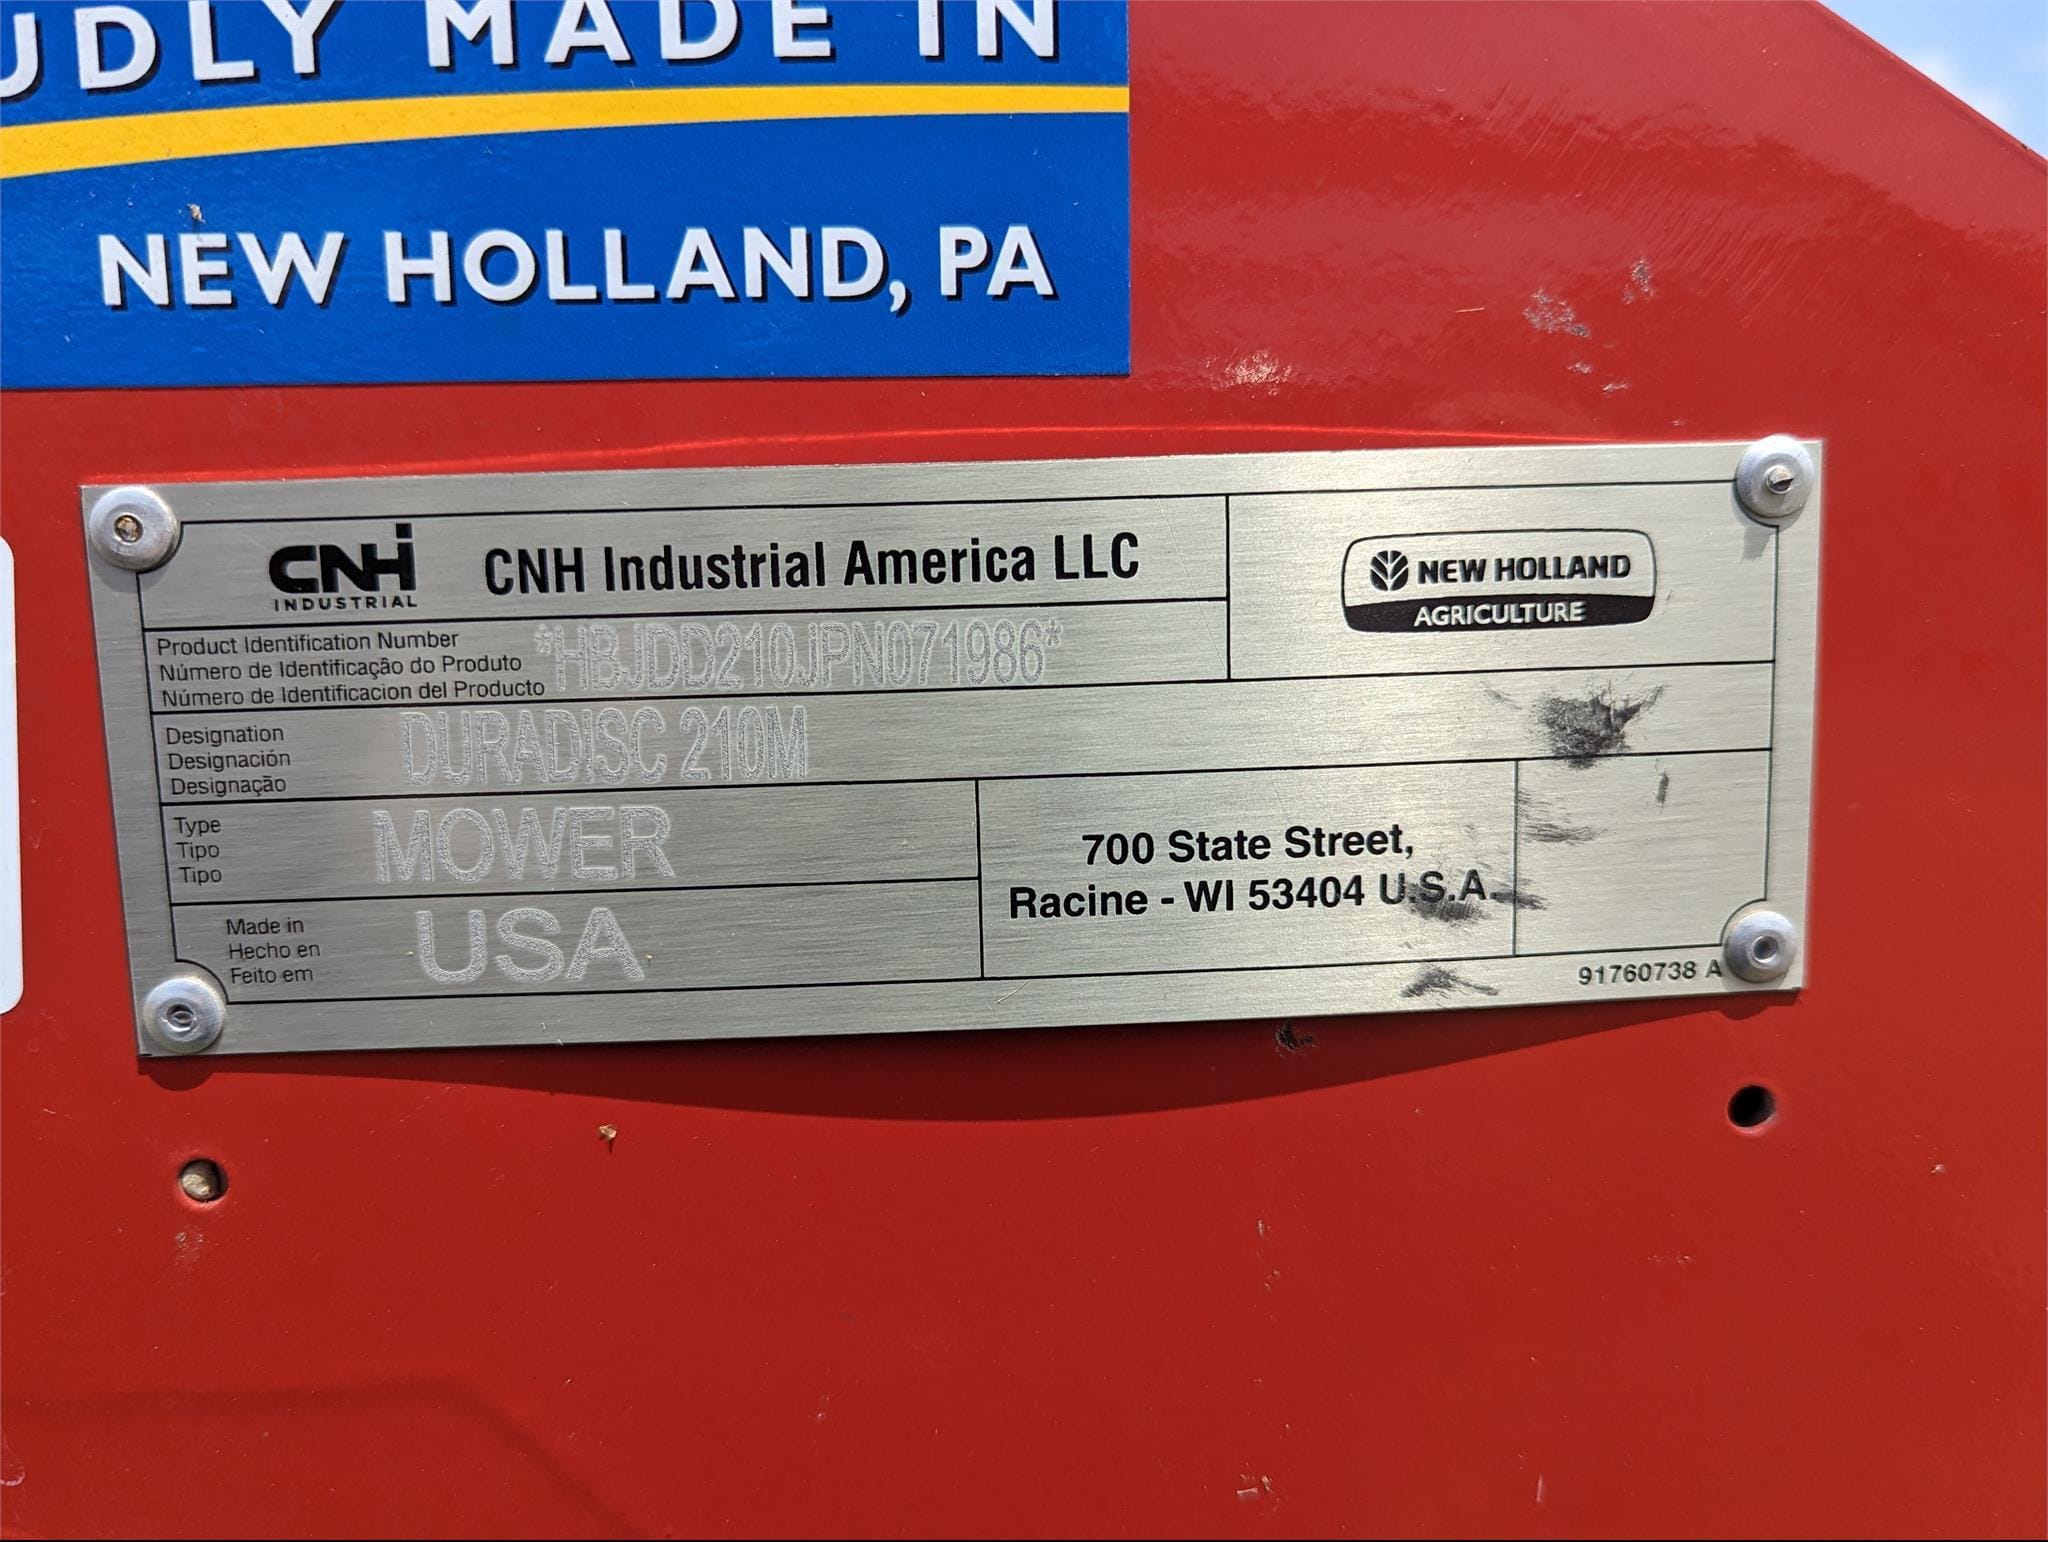 UDLY MADE IN
NEW HOLLAND, PA
CNH
INDUSTRIAL
CNH Industrial America LLC
NEW HOLLAND
AGRICULTURE
Product Identification Number
Número de Identificação do Produto
Número de Identificacion del Producto
*HBJDD210JPN071986*
Designation
Designación
Designação
DURADISC 210M
Type
Tipo
Tipo
MOWER
700 State Street,
Racine - WI 53404 U.S.A.
Made in
Hecho en
Feito em
USA
91760738 A